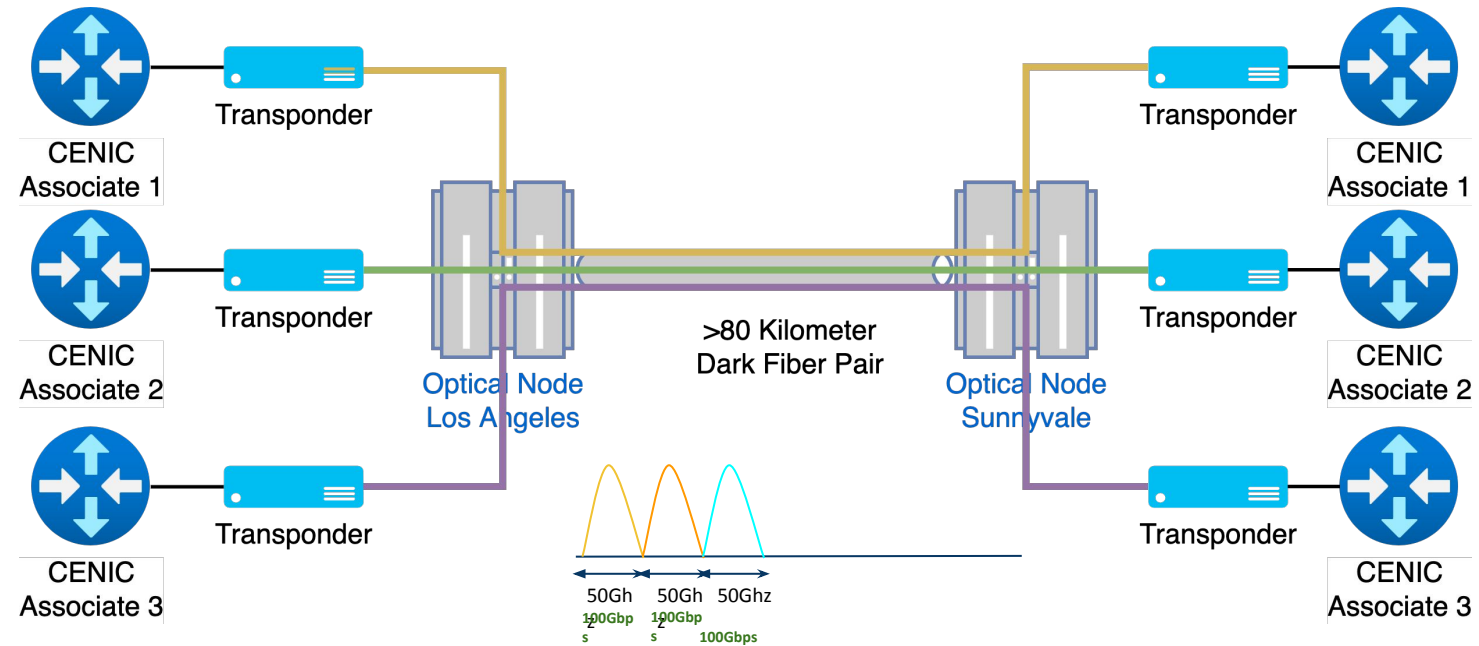 Transponder
CENIC
Associate 1
Transponder
CENIC
Associate 1
Transponder
CENIC
Associate 2
Transponder
CENIC
Associate 2
>80 Kilometer
Dark Fiber Pair
Optical Node
Los Angeles
Optical Node
Sunnyvale
Transponder
CENIC
Associate 3
Transponder
CENIC
Associate 3
50Gh
z
100Gbp
s
50Gh
z
100Gbp
s
50Ghz
100Gbps